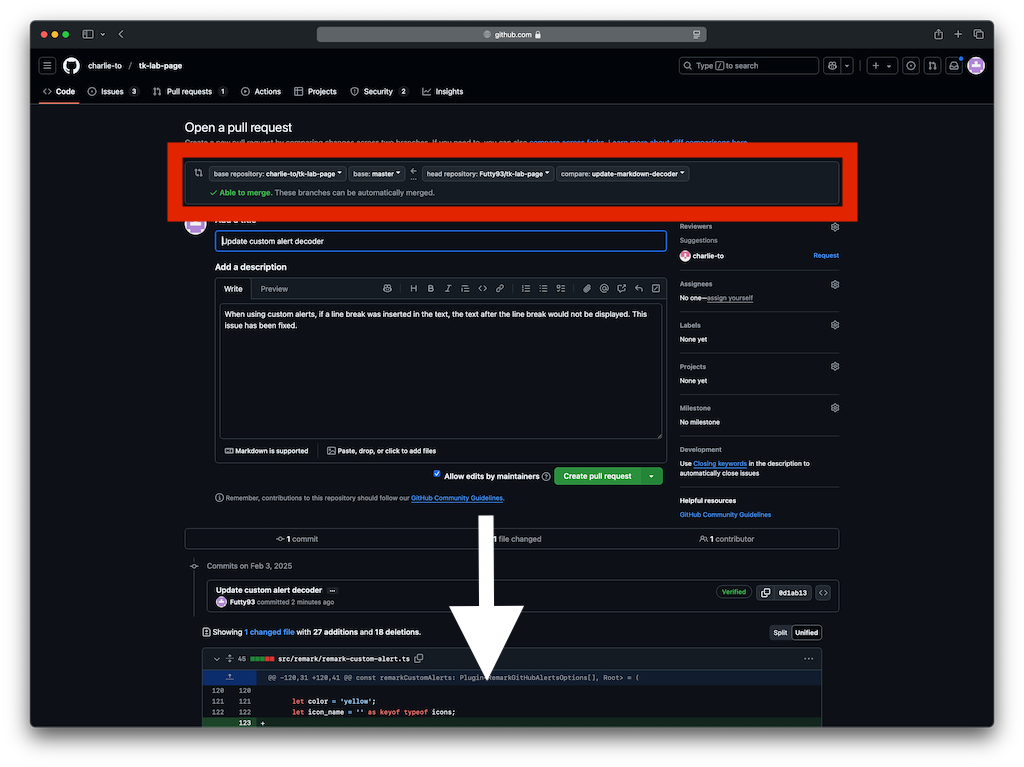 github.com
charlie-to / tk-lab-page
Type / to search
Code Issues 3 Pull requests 1 Actions Projects Security 2 Insights
Open a pull request
Create a new pull request by comparing changes across two branches. If you need to, you can also compare across forks. Learn more about diff comparisons here.
base repository: charlie-to/tk-lab-page base: master head repository: Futty93/tk-lab-page compare: update-markdown-decoder
Able to merge. These branches can be automatically merged.
Add a title
Update custom alert decoder
Add a description
Write Preview
When using custom alerts, if a line break was inserted in the text, the text after the line break would not be displayed. This
issue has been fixed.
Markdown is supported Paste, drop, or click to add files
Allow edits by maintainers Create pull request
Remember, contributions to this repository should follow our GitHub Community Guidelines.
Reviewers
Suggestions
charlie-to Request
Assignees
No one—assign yourself
Labels
None yet
Projects
None yet
Milestone
No milestone
Development
Use Closing keywords in the description to
automatically close issues
Helpful resources
GitHub Community Guidelines
1 commit 1 file changed 1 contributor
Commits on Feb 3, 2025
Update custom alert decoder ...
Futty93 committed 2 minutes ago
Verified 0d1ab13
Showing 1 changed file with 27 additions and 18 deletions.
Split Unified
45 src/remark/remark-custom-alert.ts
@@ -120,31 +120,41 @@ const remarkCustomAlerts: Plugin RemarkGitHubAlertsOptions[], Root> = (
120 120
121 121 let color = 'yellow';
122 122 let icon_name = '' as keyof typeof icons;
123 +